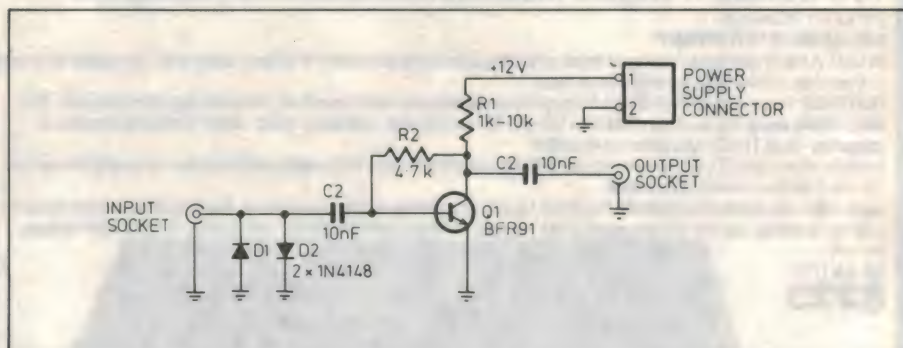 +12V
1
POWER
SUPPLY
CONNECTOR
2
R1
1k-10k
R2
4·7k
C2
10nF
OUTPUT
SOCKET
INPUT
SOCKET
C2
10nF
Q1
BFR91
D1
D2
2 × 1N4148